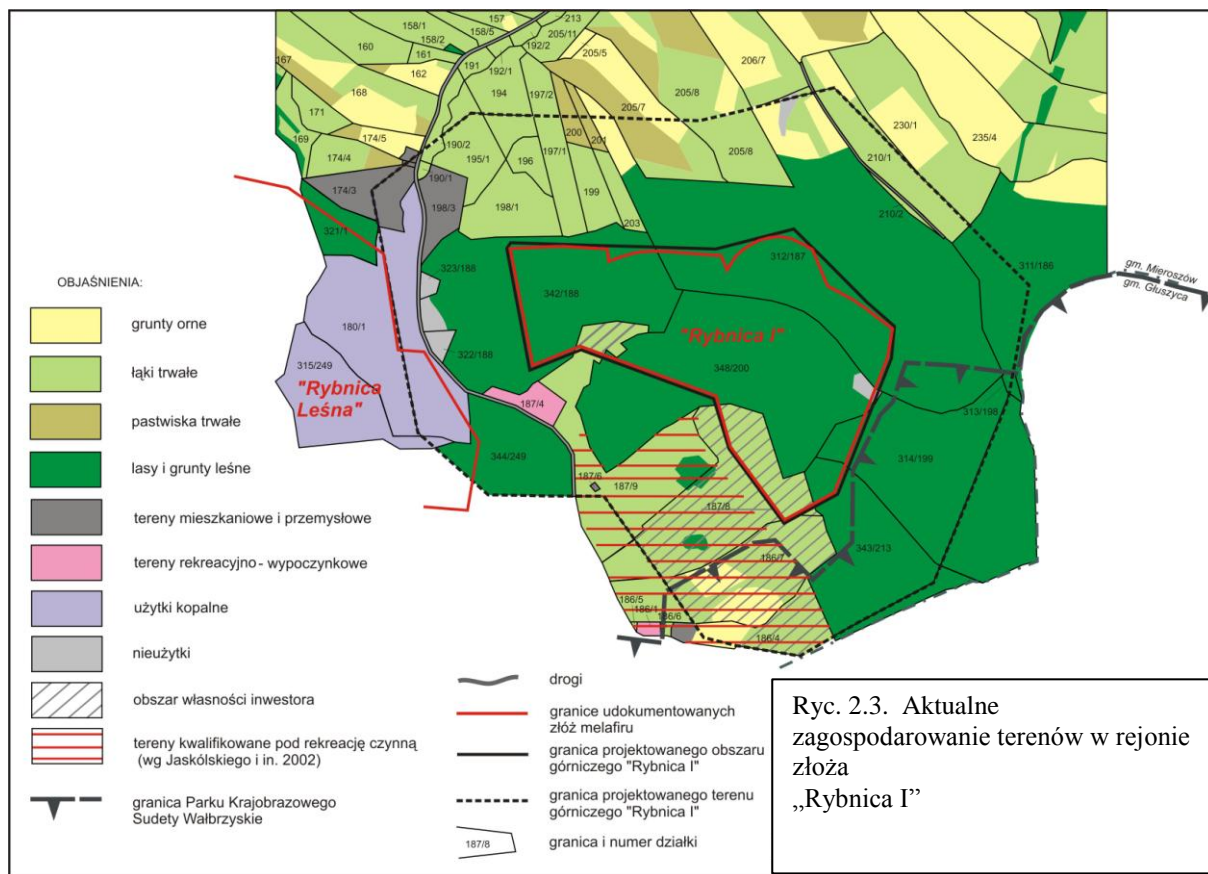 157
213
158/1
158/5
205/11
158/2
192/2
160
161
205/5
206/7
167
191
192/1
162
194
197/2
205/8
168
205/7
230/1
171
200
201
235/4
169
174/5
190/2
195/1
196
197/1
205/8
210/1
174/4
190/1
199
174/3
198/3
198/1
210/2
203
321/1
312/187
311/186
323/188
gm. Mieroszów
gm. Głuszyca
342/188
OBJAŚNIENIA:
grunty orne
180/1
"Rybnica I"
łąki trwałe
315/249
322/188
348/200
"Rybnica
Leśna"
187/4
313/198
pastwiska trwałe
314/199
lasy i grunty leśne
344/249
187/6
187/9
187/8
tereny mieszkaniowe i przemysłowe
343/213
186/7
tereny rekreacyjno - wypoczynkowe
186/5
186/1
186/6
186/4
użytki kopalne
nieużytki
obszar własności inwestora
tereny kwalifikowane pod rekreację czynną
(wg Jaskólskiego i in. 2002)
granica Parku Krajobrazowego
Sudety Wałbrzyskie
drogi
granice udokumentowanych
złóż melafiru
granica projektowanego obszaru
górniczego "Rybnica I"
granica projektowanego terenu
górniczego "Rybnica I"
187/8
granica i numer działki
Ryc. 2.3. Aktualne
zagospodarowanie terenów w rejonie
złoża
„Rybnica I”